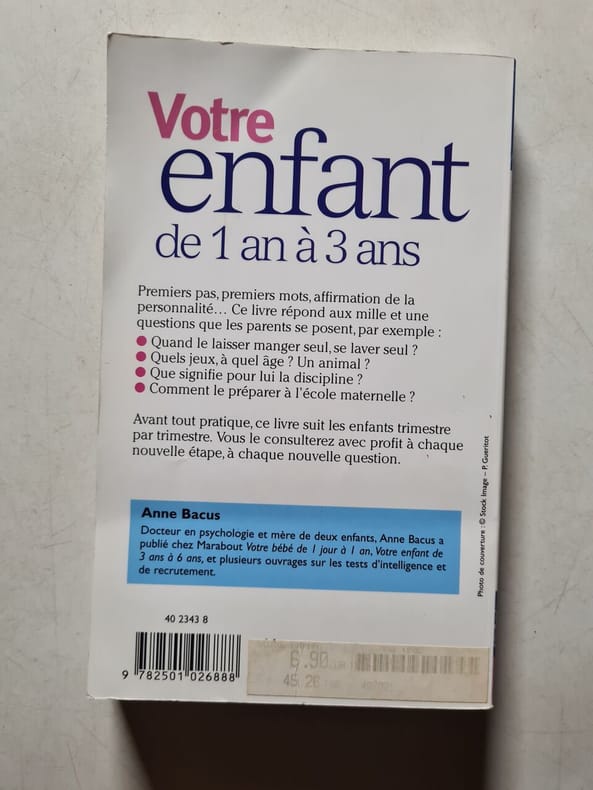 Votre
enfant
de 1 an à 3 ans
Premiers pas, premiers mots, affirmation de la
personnalité... Ce livre répond aux mille et une
questions que les parents se posent, par exemple :
● Quand le laisser manger seul, se laver seul ?
● Quels jeux, à quel âge ? Un animal ?
● Que signifie pour lui la discipline ?
● Comment le préparer à l'école maternelle ?
Avant tout pratique, ce livre suit les enfants trimestre
par trimestre. Vous le consulterez avec profit à chaque
nouvelle étape, à chaque nouvelle question.
Anne Bacus
Docteur en psychologie et mère de deux enfants, Anne Bacus a
publié chez Marabout Votre bébé de 1 jour à 1 an, Votre enfant de
3 ans à 6 ans, et plusieurs ouvrages sur les tests d'intelligence et
de recrutement.
Photo de couverture : © Stock Image – P. Gueritot
40 2343 8
9 782501 026888
6.90
45.26